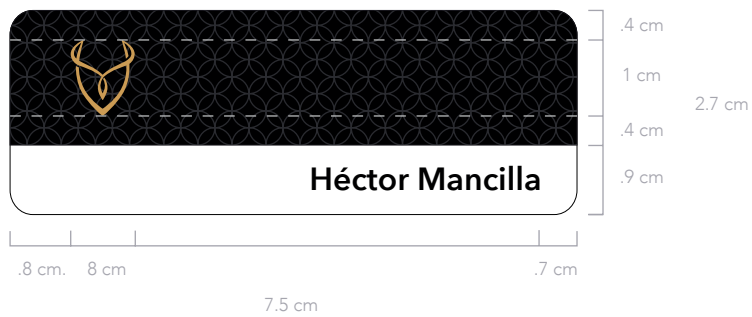 .4 cm
1 cm
2.7 cm
.4 cm
Héctor Mancilla
.9 cm
.8 cm.
8 cm
.7 cm
7.5 cm